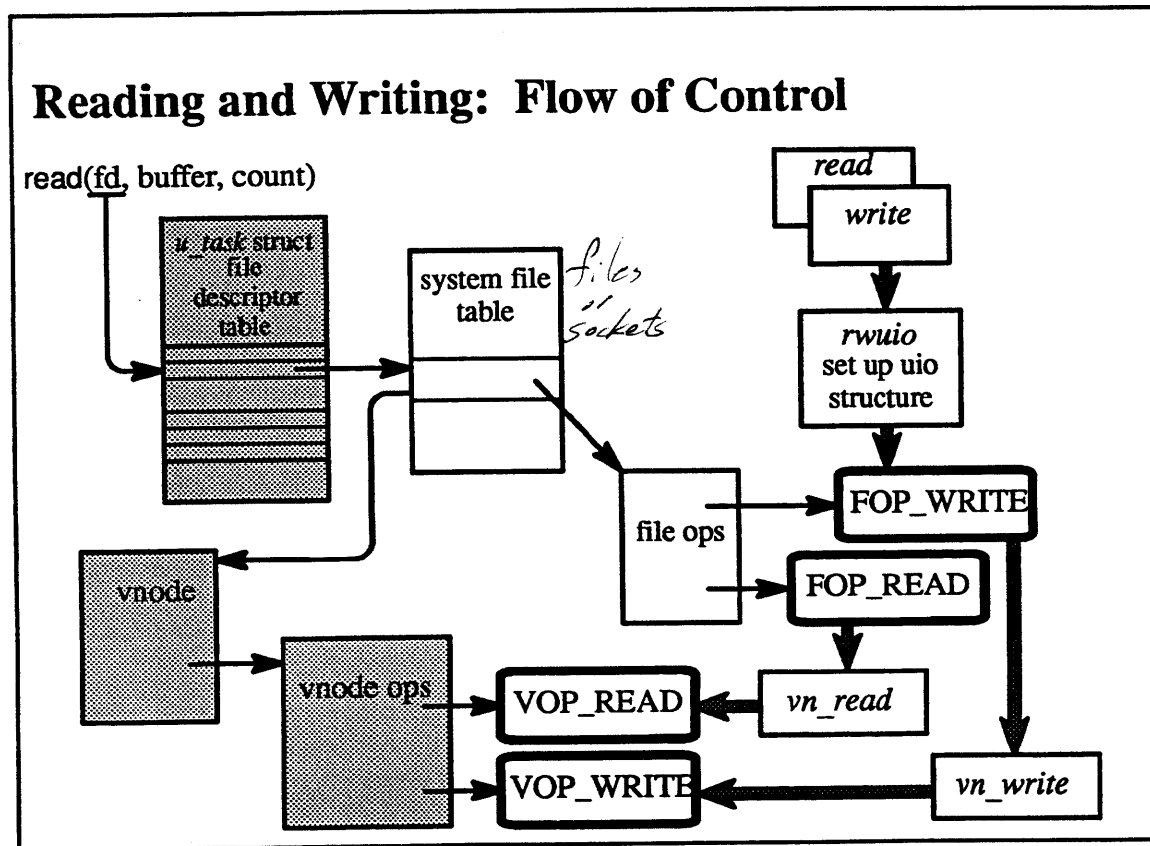 Reading and Writing: Flow of Control
read(fd, buffer, count)
u_task struct
file
descriptor
table
system file
table
files
or
sockets
read
write
rwuio
set up uio
structure
file ops
FOP_WRITE
FOP_READ
vnode
vnode ops
VOP_READ
vn_read
VOP_WRITE
vn_write